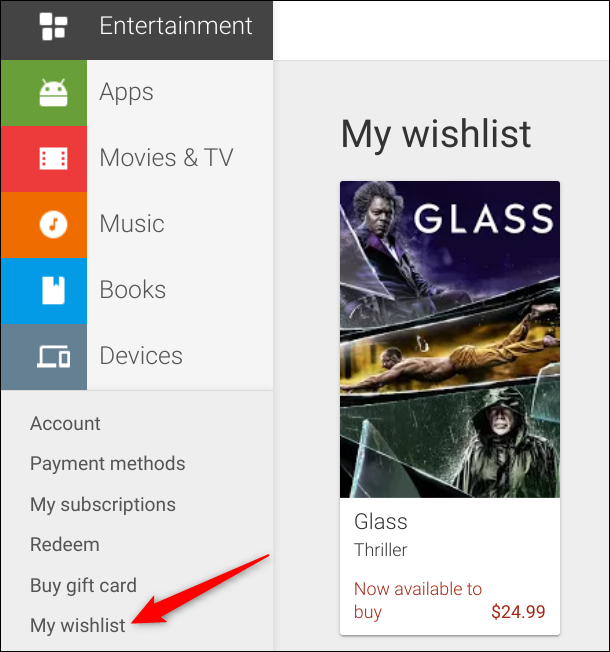 Entertainment
Apps
Movies & TV
Music
Books
Devices
Account
Payment methods
My subscriptions
Redeem
Buy gift card
My wishlist
My wishlist
GLASS
Glass
Thriller
Now available to
buy $24.99